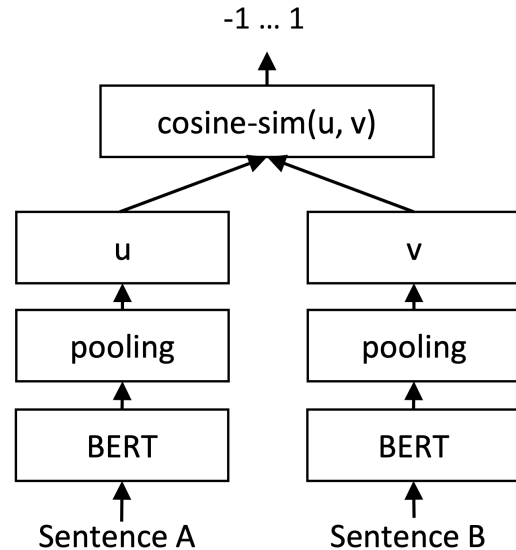 -1 … 1
cosine-sim(u, v)
u
v
pooling
pooling
BERT
BERT
Sentence A
Sentence B